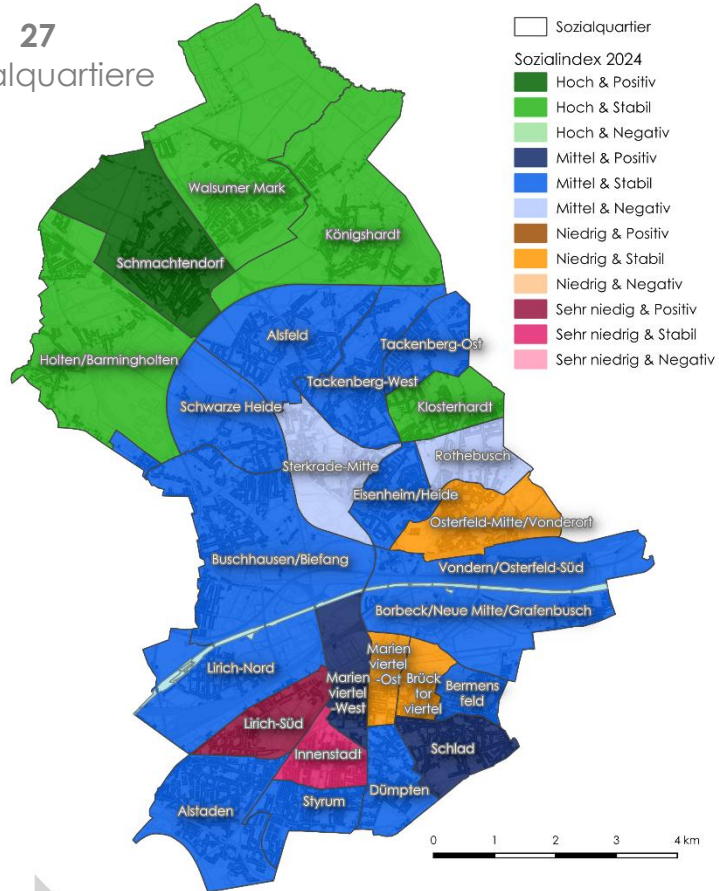 27
alquartiere
Sozialquartier
Sozialindex 2024
Hoch & Positiv
Hoch & Stabil
Hoch & Negativ
Mittel & Positiv
Mittel & Stabil
Mittel & Negativ
Niedrig & Positiv
Niedrig & Stabil
Niedrig & Negativ
Sehr niedig & Positiv
Sehr niedrig & Stabil
Sehr niedrig & Negativ
Walsumer Mark
Königshardt
Schmachtendorf
Alsfeld
Tackenberg-Ost
Holten/Barmingholten
Tackenberg-West
Schwarze Heide
Klosterhardt
Rothebusch
Sterkrade-Mitte
Eisenheim/Heide
Osterfeld-Mitte/Vonderort
Buschhausen/Biefang
Vondern/Osterfeld-Süd
Borbeck/Neue Mitte/Grafenbusch
Lirich-Nord
Marien
viertel
-Ost
Marien
viertel
-West
Brück
tor
viertel
Bermens
feld
Lirich-Süd
Schlad
Innenstadt
Dümpten
Styrum
Alstaden
0 1 2 3 4 km